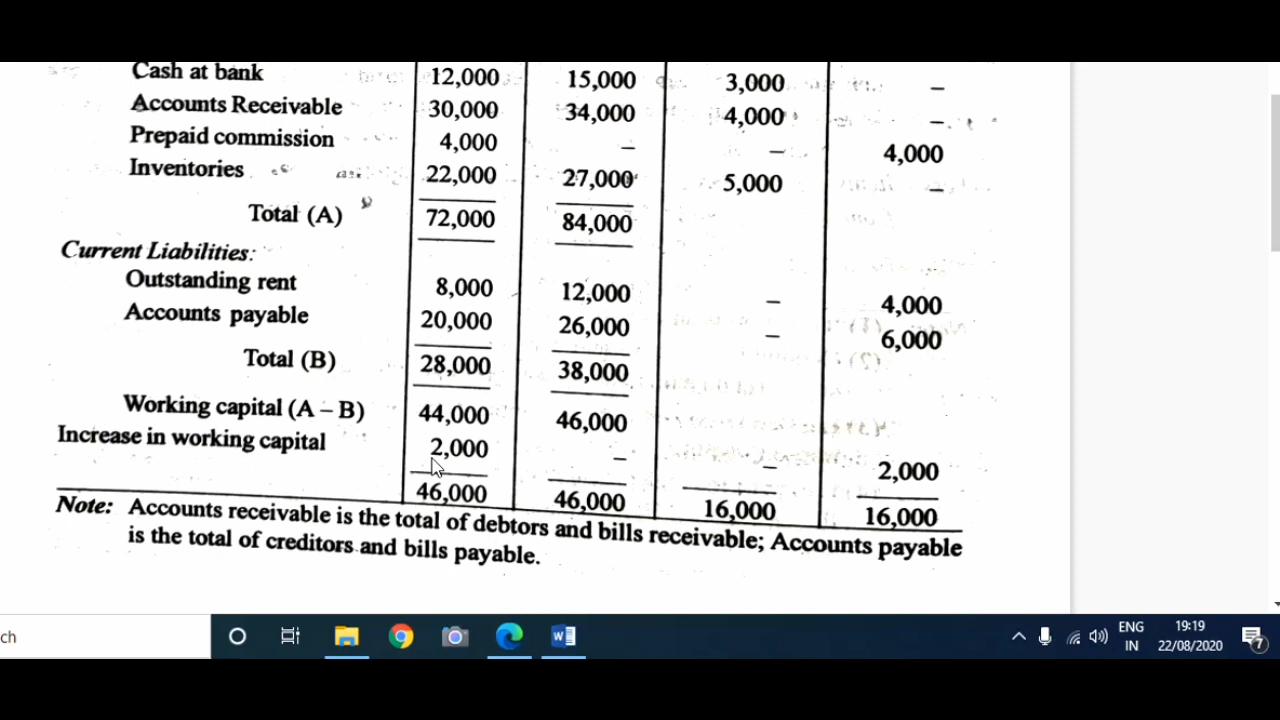 Cash at bank 12,000 15,000 3,000 –
Accounts Receivable 30,000 34,000 4,000 –
Prepaid commission 4,000 – – 4,000
Inventories 22,000 27,000 5,000 –
Total (A) 72,000 84,000
Current Liabilities:
Outstanding rent 8,000 12,000 – 4,000
Accounts payable 20,000 26,000 – 6,000
Total (B) 28,000 38,000
Working capital (A – B) 44,000 46,000
Increase in working capital 2,000 – – 2,000
46,000 46,000 16,000 16,000
Note: Accounts receivable is the total of debtors and bills receivable; Accounts payable
is the total of creditors and bills payable.
ch
ENG
IN
19:19
22/08/2020
7